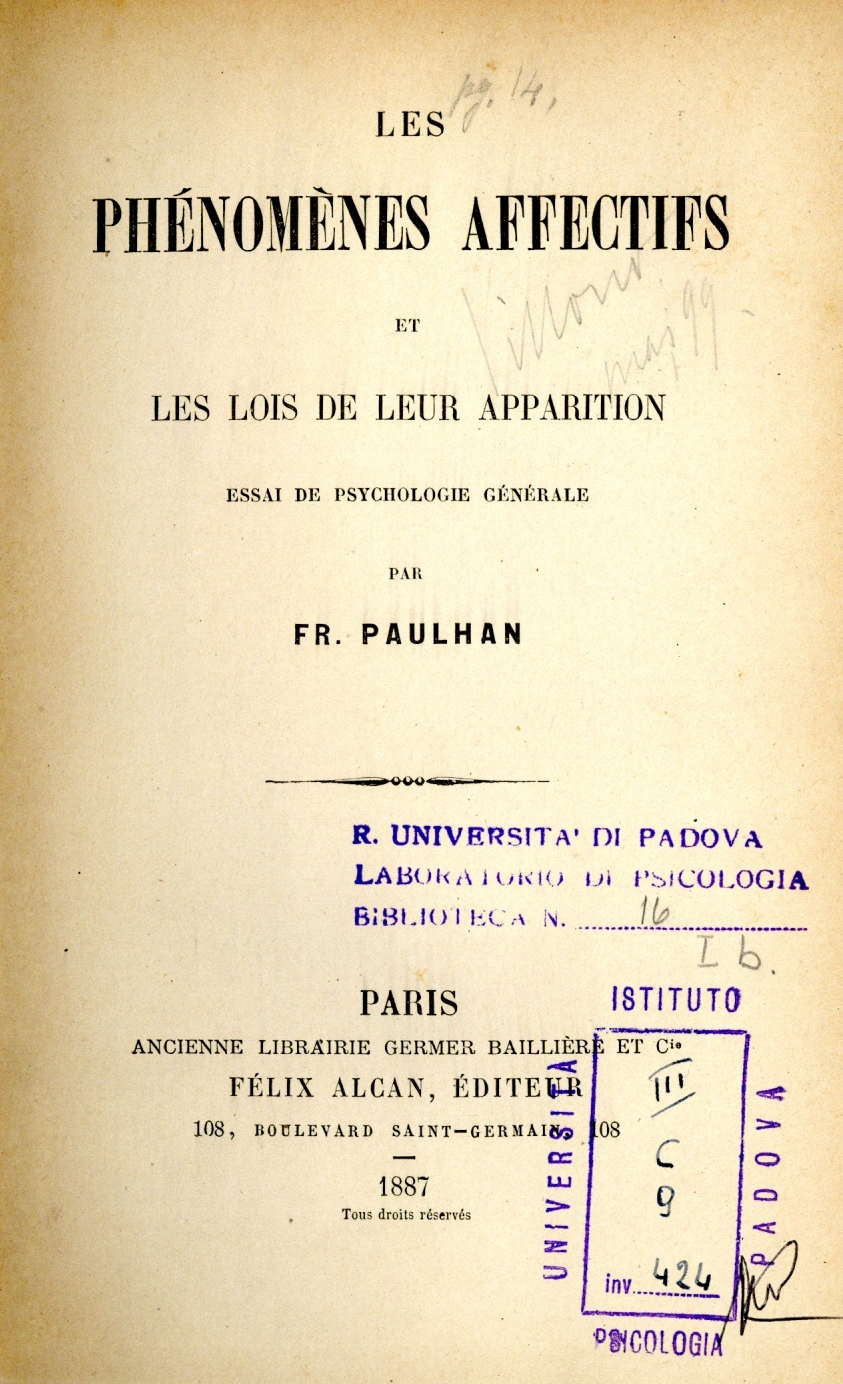 pg. 14.
LES
PHÉNOMÈNES AFFECTIFS
ET
LES LOIS DE LEUR APPARITION
ESSAI DE PSYCHOLOGIE GÉNÉRALE
PAR
FR. PAULHAN
R. UNIVERSITA' DI PADOVA
LABORATORIO DI PSICOLOGIA
BIBLIOTECA N. 16
I b.
PARIS
ANCIENNE LIBRAIRIE GERMER BAILLIÈRE ET Cie
FÉLIX ALCAN, ÉDITEUR
108, BOULEVARD SAINT-GERMAIN, 108
1887
Tous droits réservés
ISTITUTO
UNIVERSITÀ
PADOVA
III
C
9
inv. 424
PSICOLOGIA